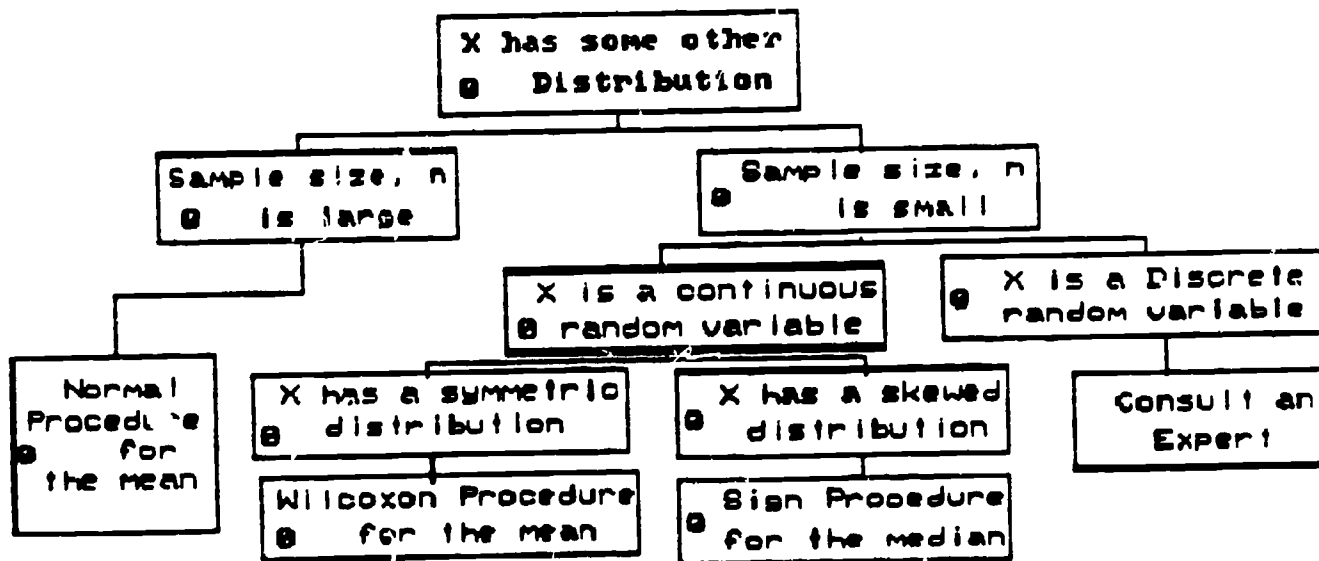 X has some other
Distribution
Sample size, n
is large
Sample size, n
is small
X is a continuous
random variable
X is a Discrete
random variable
Normal
Procedure
for
the mean
X has a symmetric
distribution
X has a skewed
distribution
Consult an
Expert
Wilcoxon Procedure
for the mean
Sign Procedure
for the median